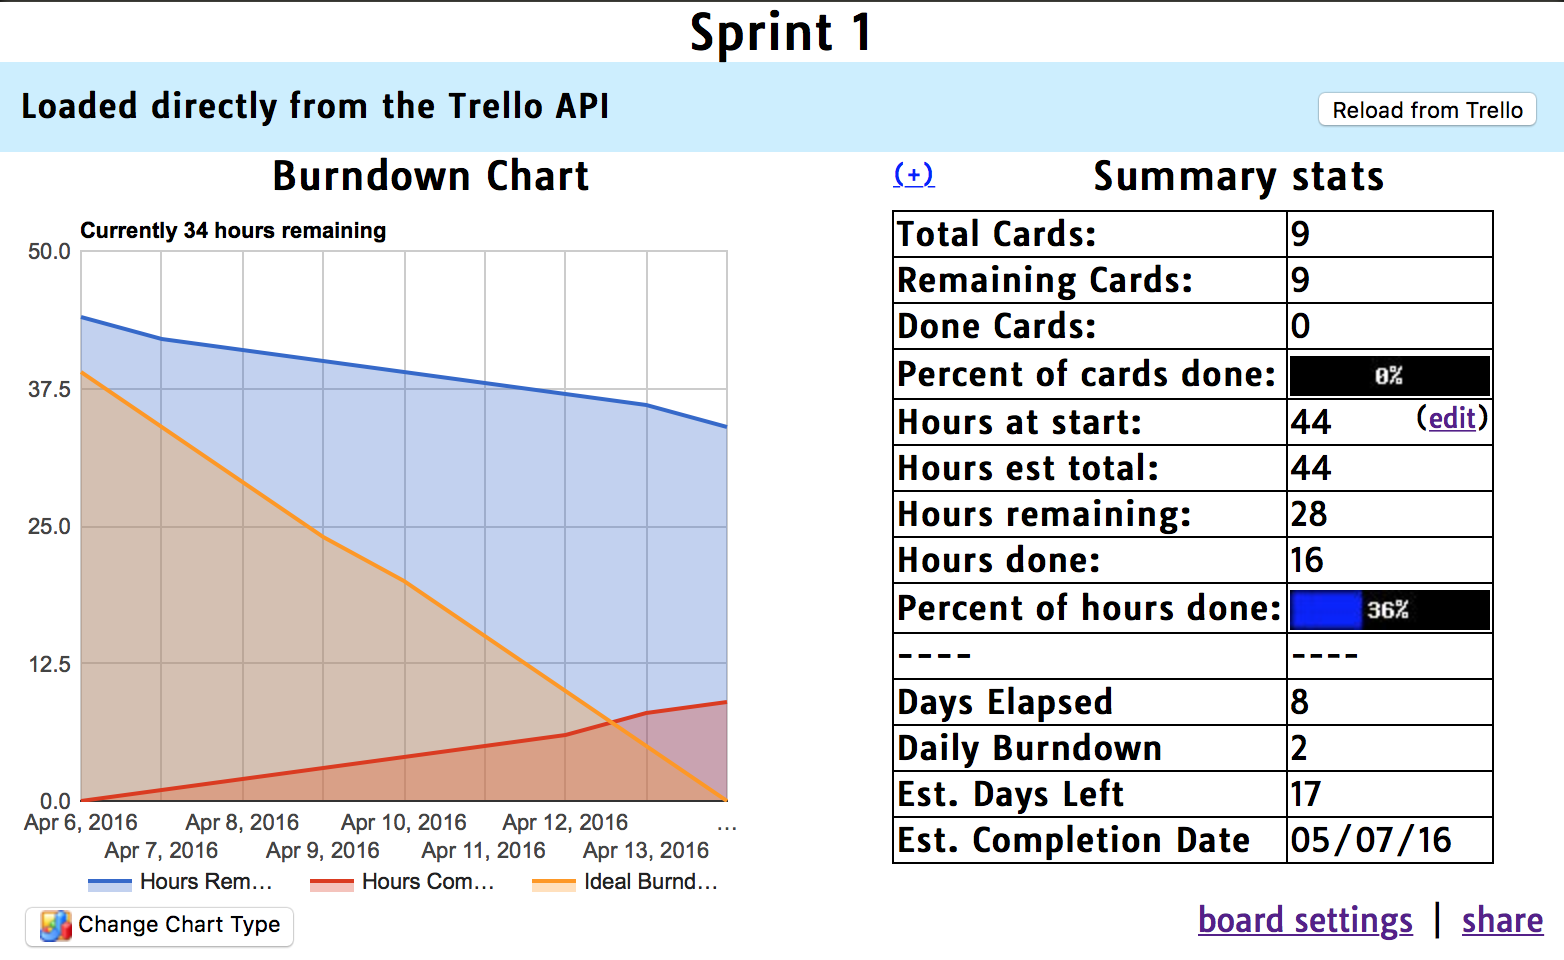 Sprint 1
Loaded directly from the Trello API
Reload from Trello
Burndown Chart
Currently 34 hours remaining
50.0
37.5
25.0
12.5
0.0
Apr 6, 2016
Apr 8, 2016
Apr 10, 2016
Apr 12, 2016
...
Apr 7, 2016
Apr 9, 2016
Apr 11, 2016
Apr 13, 2016
Hours Rem...
Hours Com...
Ideal Burnd...
Change Chart Type
(+)
Summary stats
Total Cards: 9
Remaining Cards: 9
Done Cards: 0
Percent of cards done: 0%
Hours at start: 44 (edit)
Hours est total: 44
Hours remaining: 28
Hours done: 16
Percent of hours done: 36%
---- ----
Days Elapsed 8
Daily Burndown 2
Est. Days Left 17
Est. Completion Date 05/07/16
board settings | share